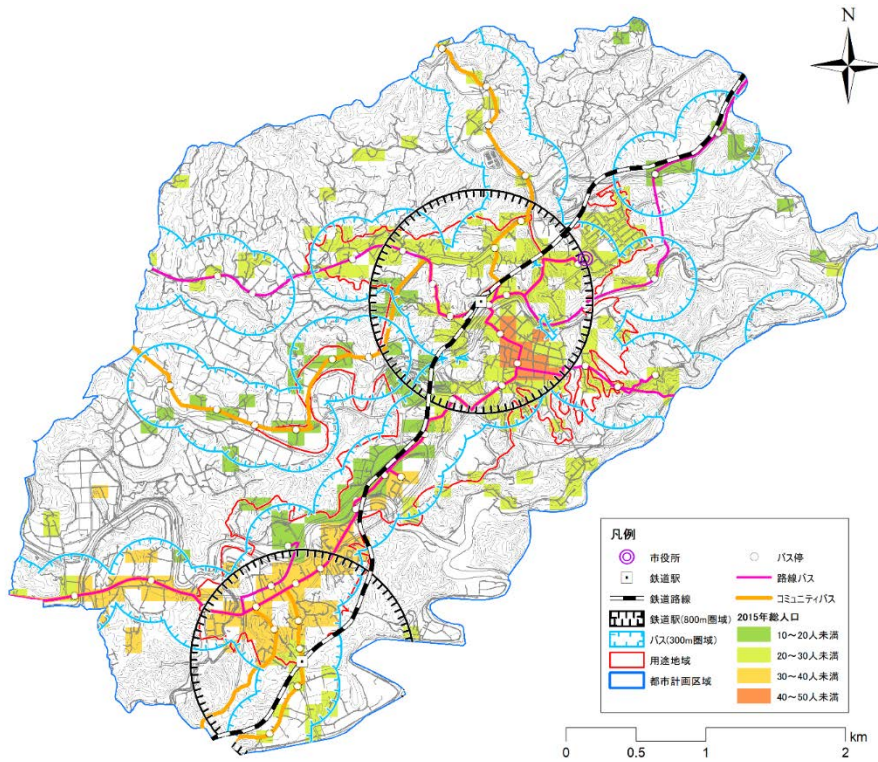 N
凡例
市役所
鉄道駅
鉄道路線
鉄道駅(800m圏域)
バス(300m圏域)
用途地域
都市計画区域
バス停
路線バス
コミュニティバス
2015年総人口
10～20人未満
20～30人未満
30～40人未満
40～50人未満
km
0 0.5 1 2